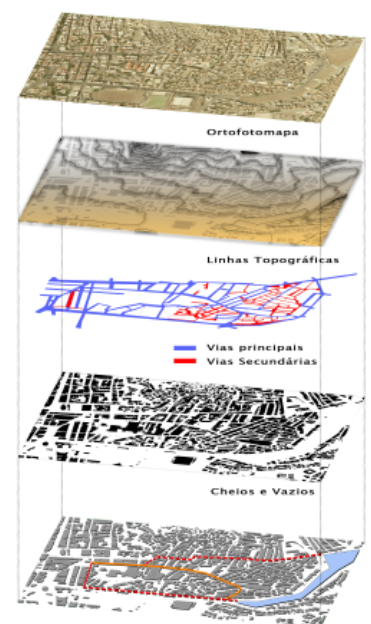 Ortofotomapa
Linhas Topográficas
Vias principais
Vias Secundárias
Cheios e Vazios